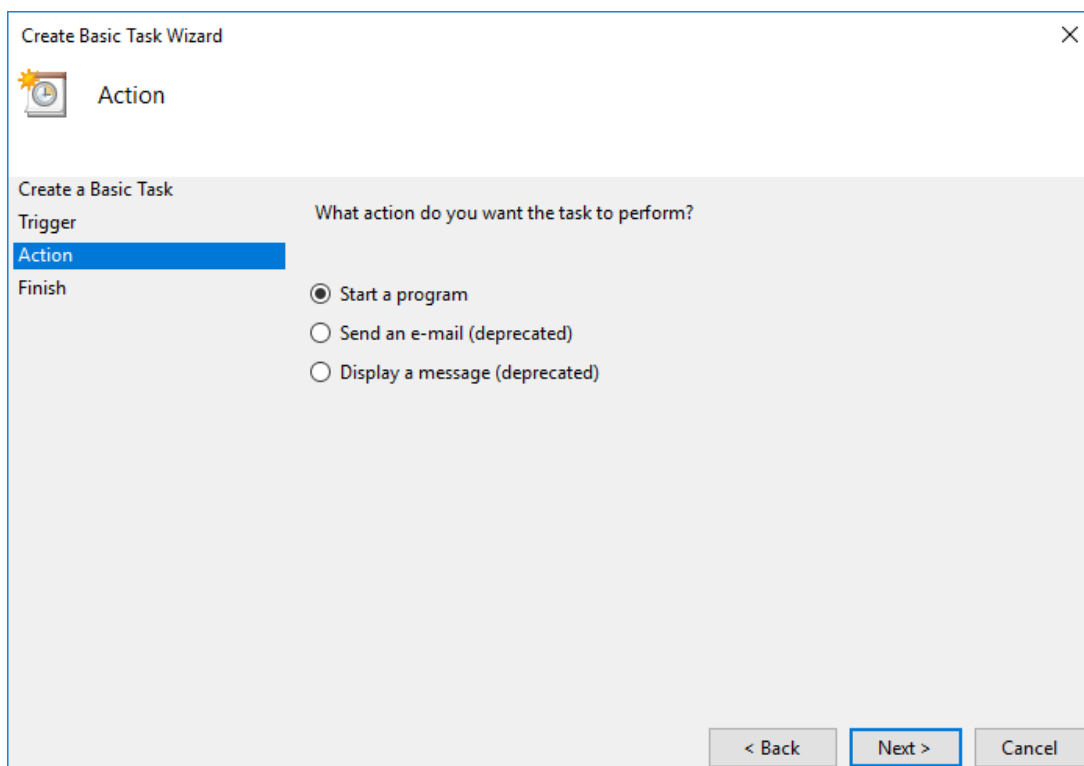 Create Basic Task Wizard
Action
Create a Basic Task
Trigger
Action
Finish
What action do you want the task to perform?
Start a program
Send an e-mail (deprecated)
Display a message (deprecated)
< Back
Next >
Cancel